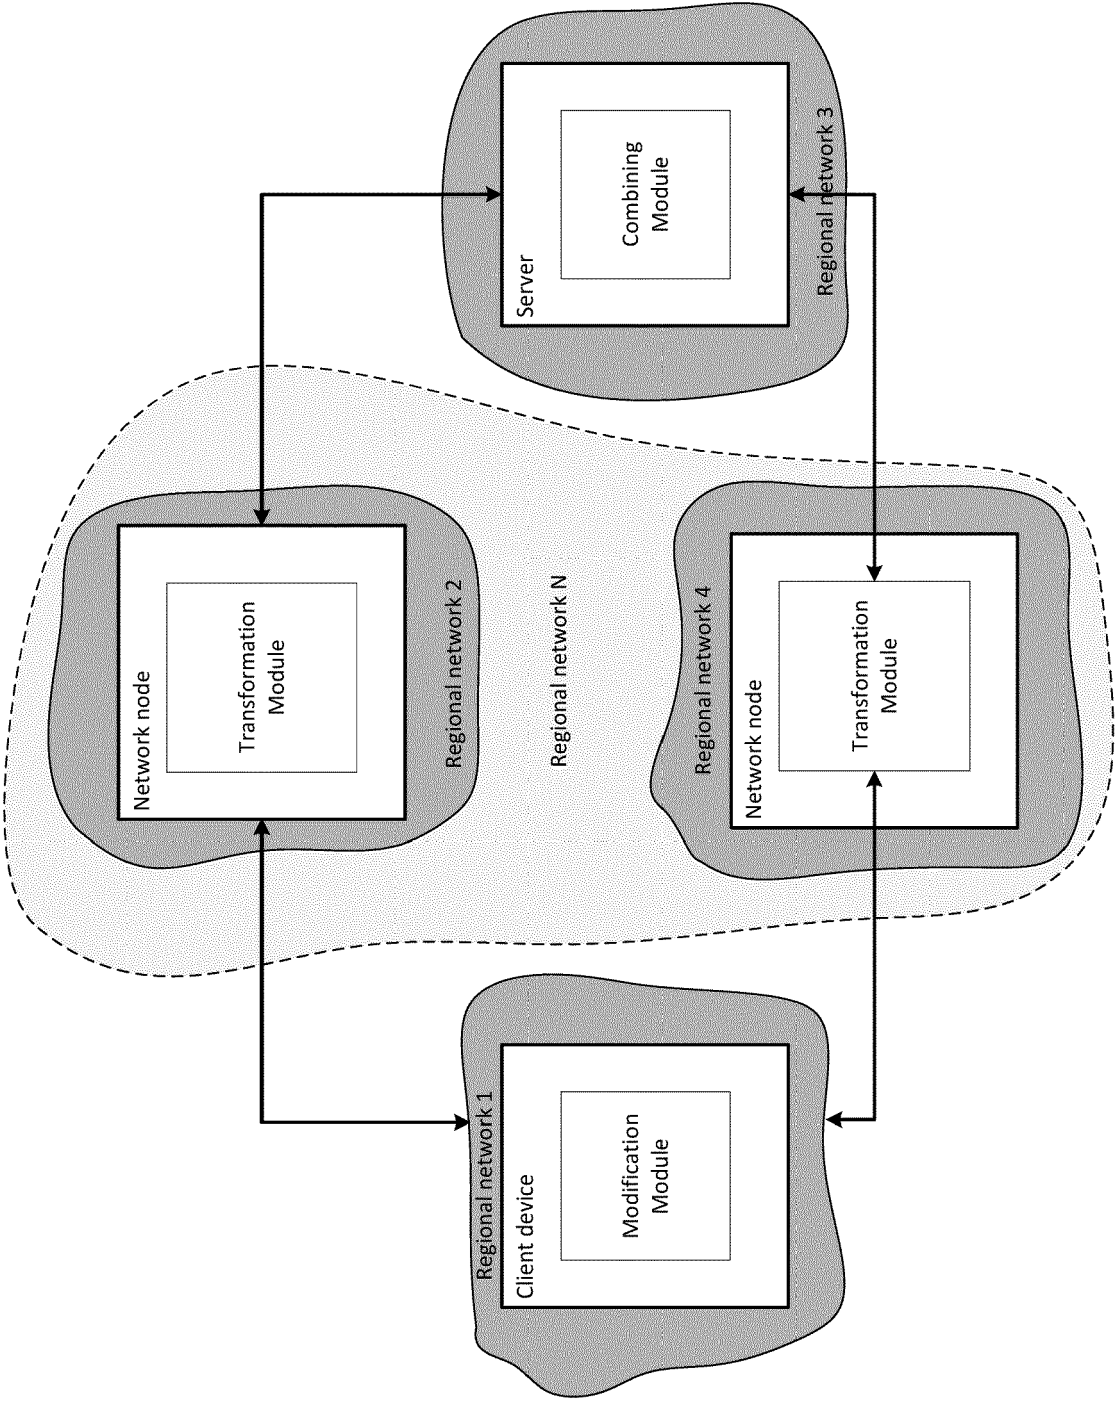 Network node
Transformation
Module
Regional network 2
Regional network 1
Client device
Modification
Module
Regional network N
Server
Combining
Module
Regional network 3
Regional network 4
Network node
Transformation
Module